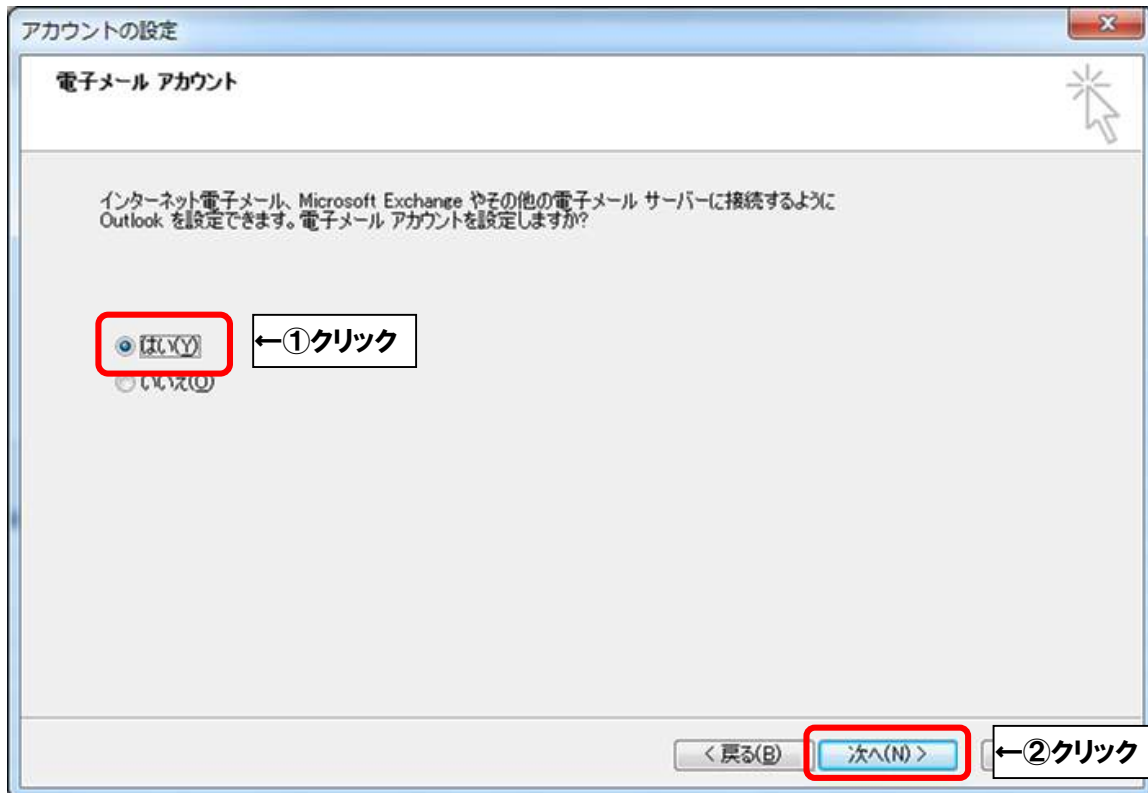 アカウントの設定
電子メール アカウント
インターネット電子メール、Microsoft Exchange やその他の電子メール サーバーに接続するように
Outlook を設定できます。電子メール アカウントを設定しますか?
はい(Y)
←①クリック
いいえ(O)
< 戻る(B)
次へ(N) >
←②クリック